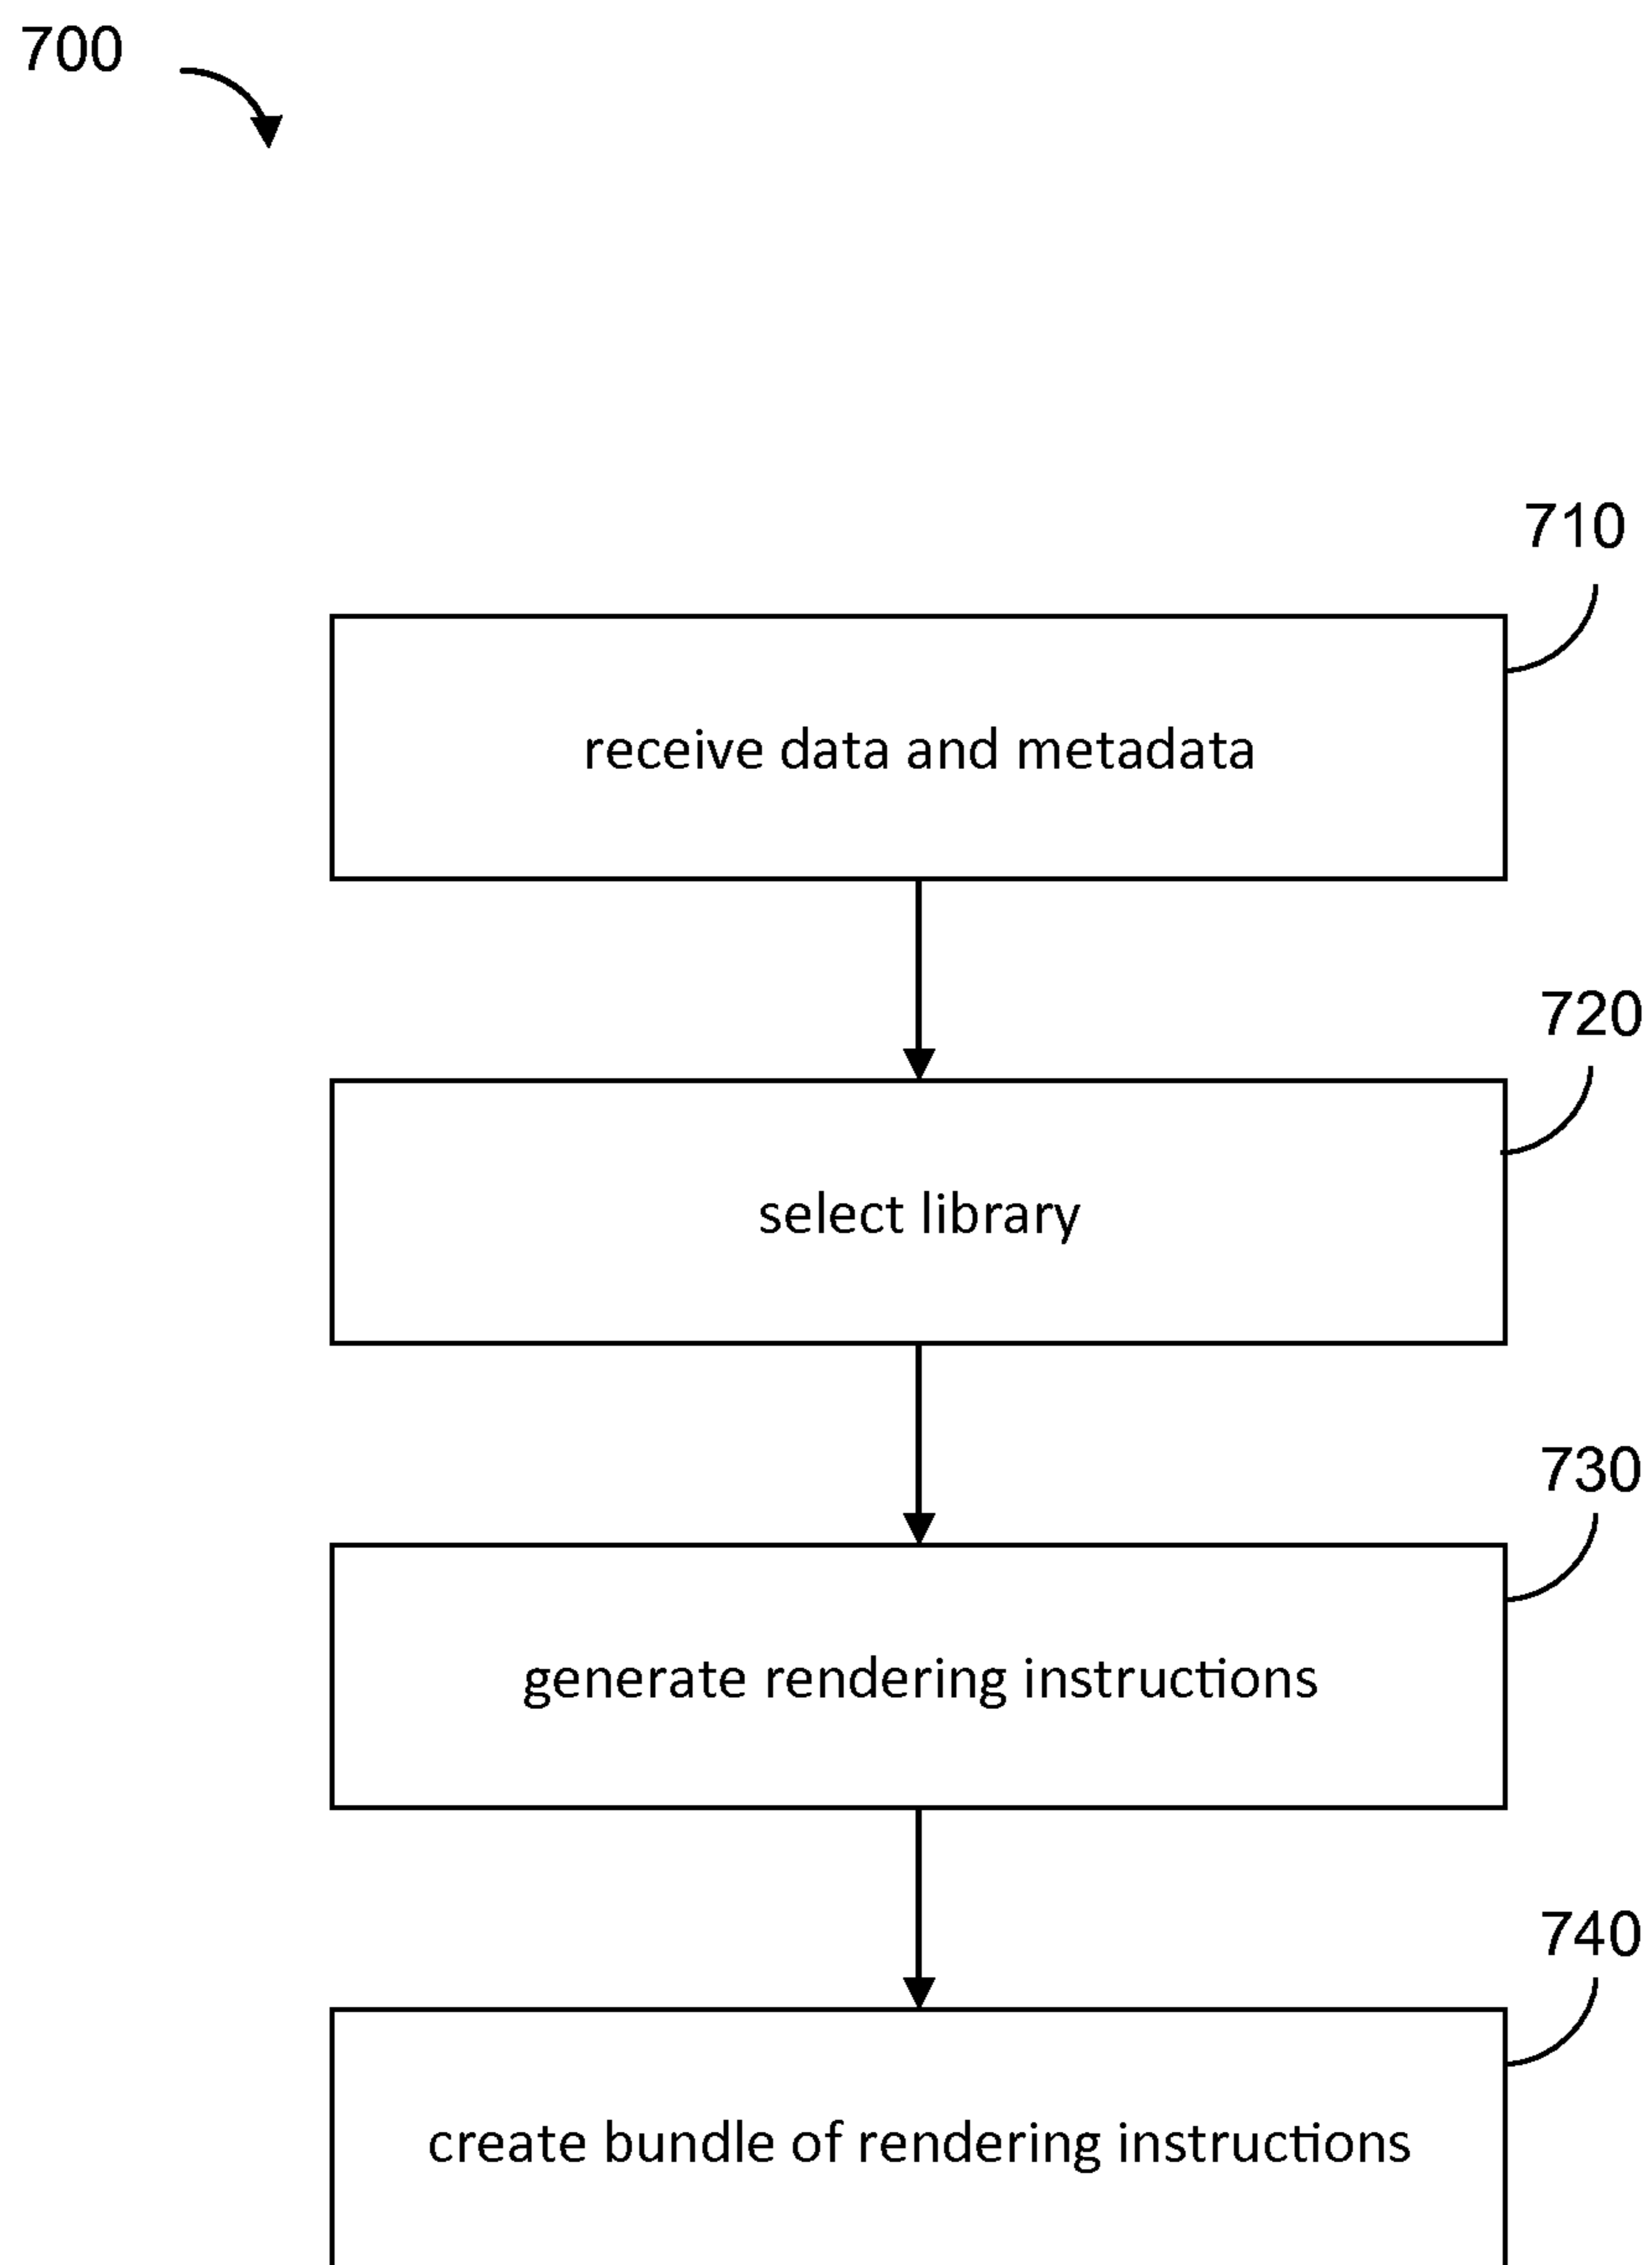 700
710
receive data and metadata
720
select library
730
generate rendering instructions
740
create bundle of rendering instructions